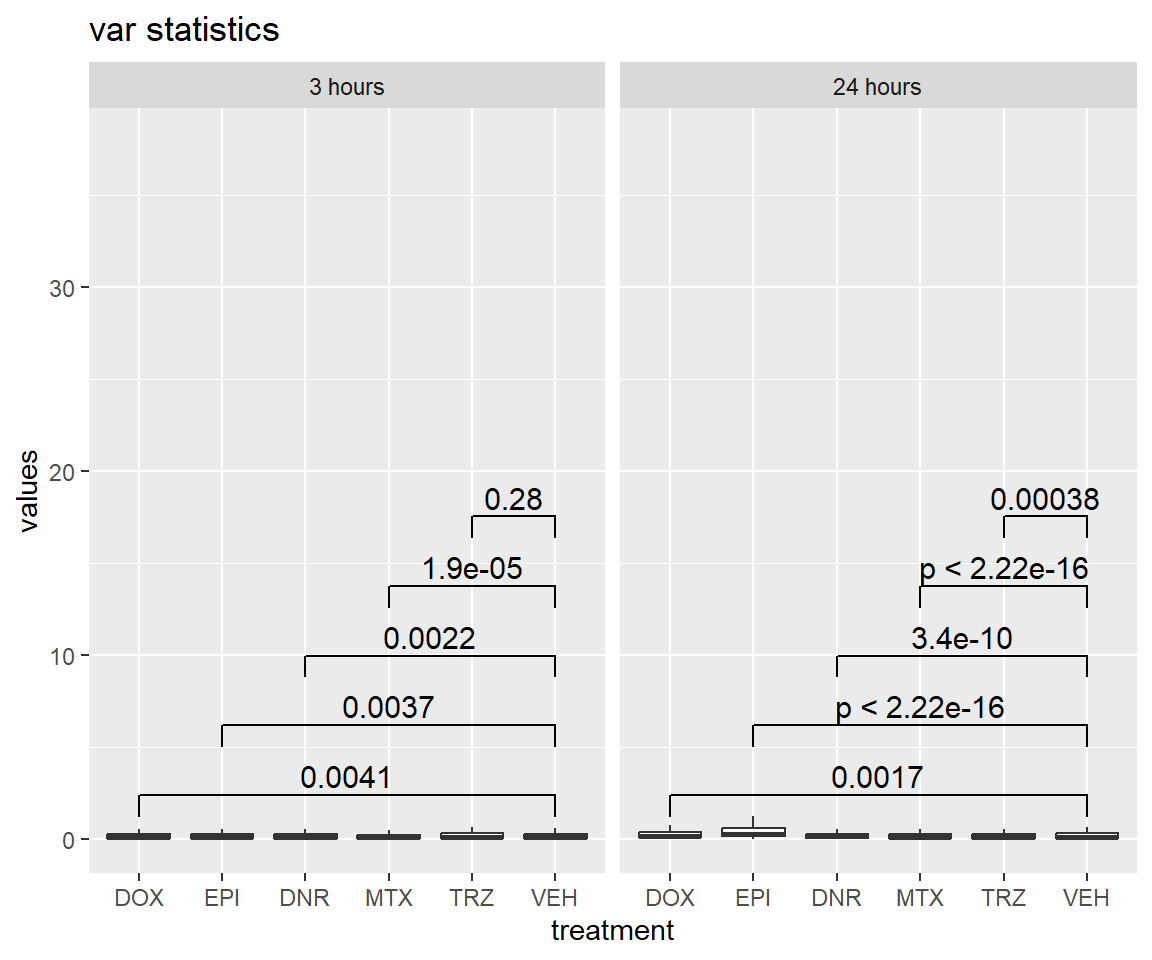 var statistics
3 hours
24 hours
values
30
20
10
0
0.28
1.9e-05
0.0022
0.0037
0.0041
0.00038
p < 2.22e-16
3.4e-10
p < 2.22e-16
0.0017
DOX EPI DNR MTX TRZ VEH
DOX EPI DNR MTX TRZ VEH
treatment